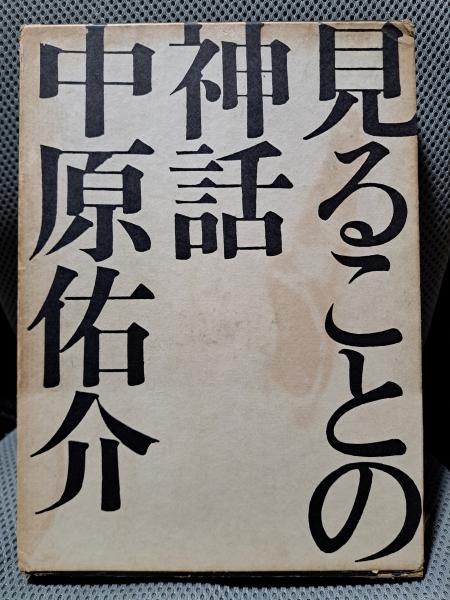 見ることの
神話
中原佑介